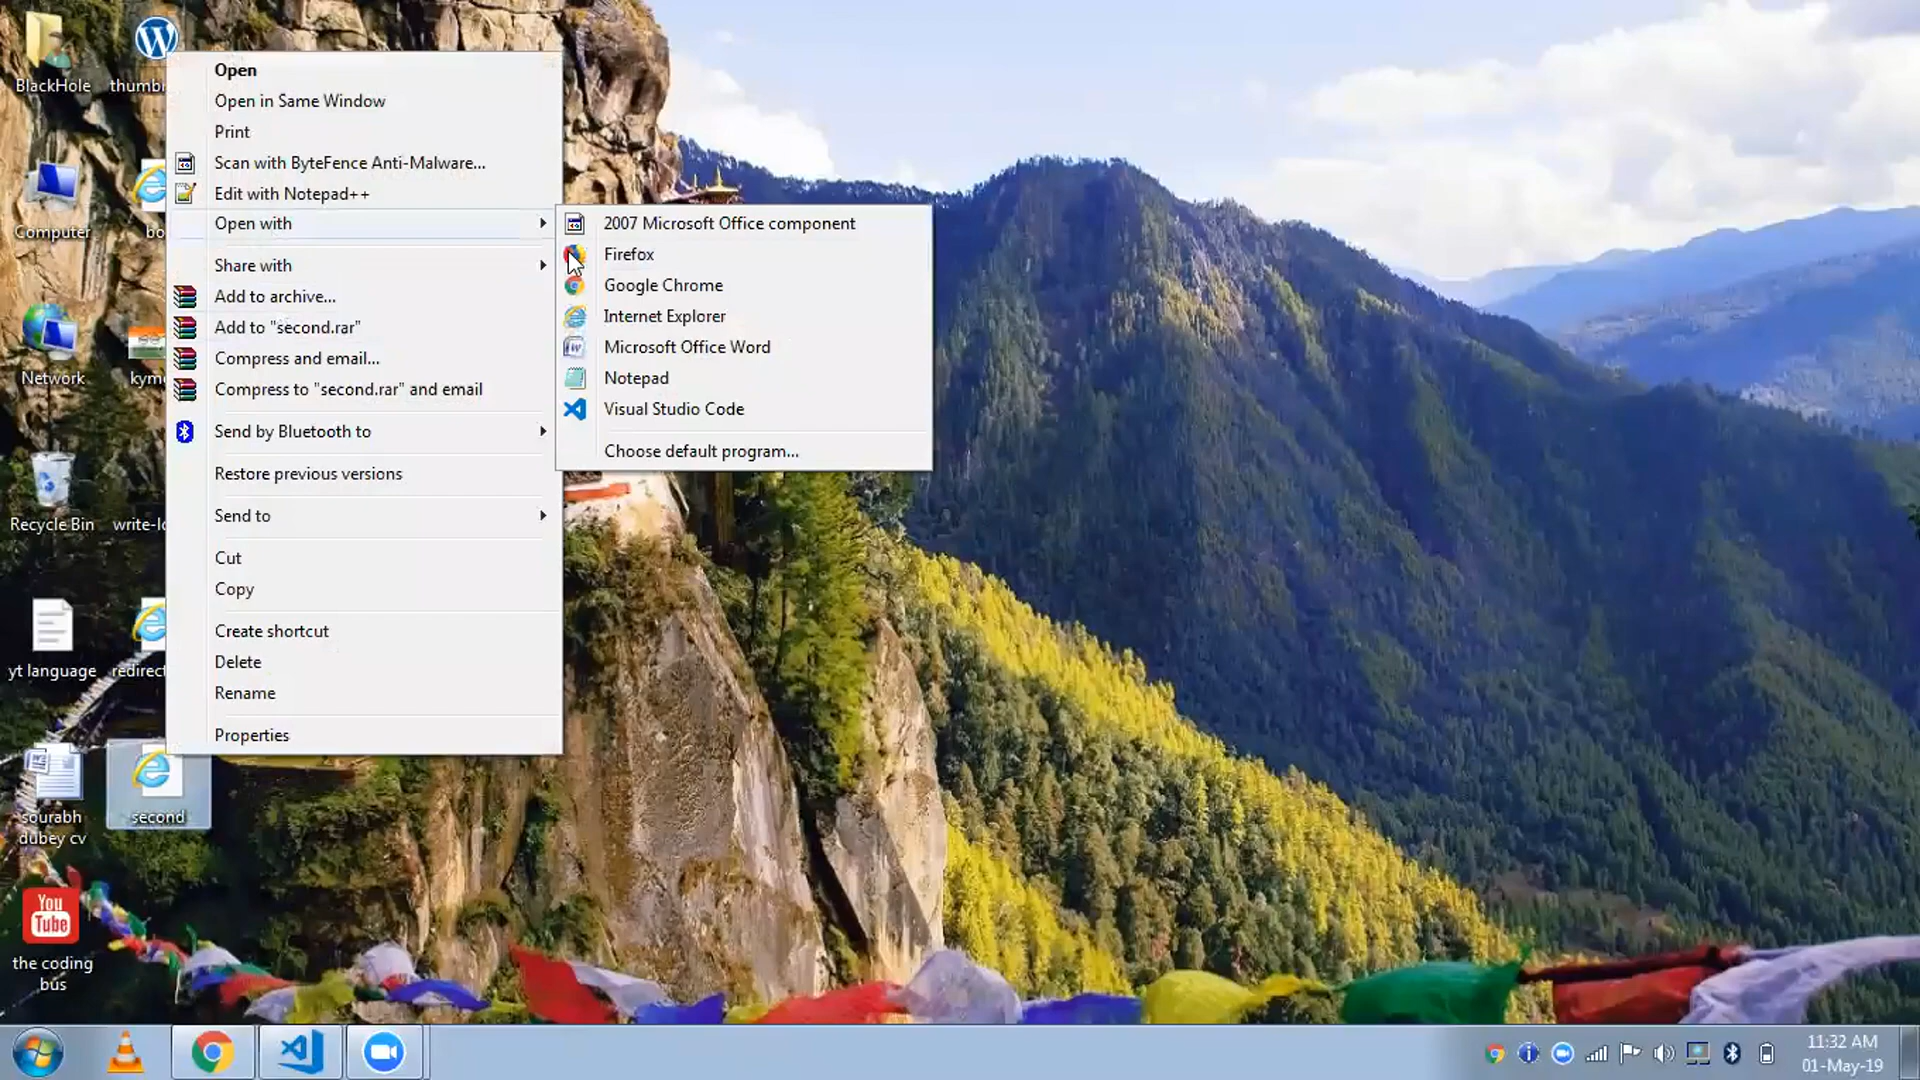 BlackHole
Computer
Network
Recycle Bin
yt language
sourabh
dubey cv
You
Tube
the coding
bus
second
Open
Open in Same Window
Print
Scan with ByteFence Anti-Malware...
Edit with Notepad++
Open with
Share with
Add to archive...
Add to "second.rar"
Compress and email...
Compress to "second.rar" and email
Send by Bluetooth to
Restore previous versions
Send to
Cut
Copy
Create shortcut
Delete
Rename
Properties
2007 Microsoft Office component
Firefox
Google Chrome
Internet Explorer
Microsoft Office Word
Notepad
Visual Studio Code
Choose default program...
11:32 AM
01-May-19